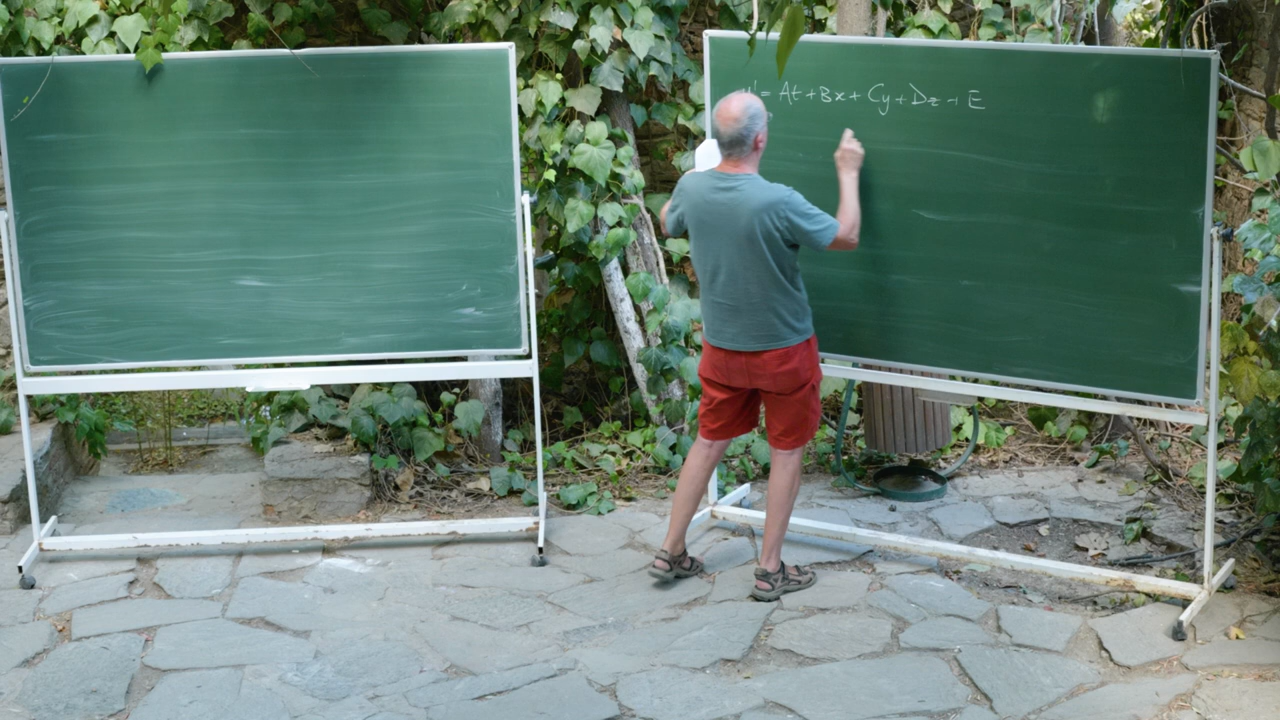 u' = At + Bx + Cy + Dz + E